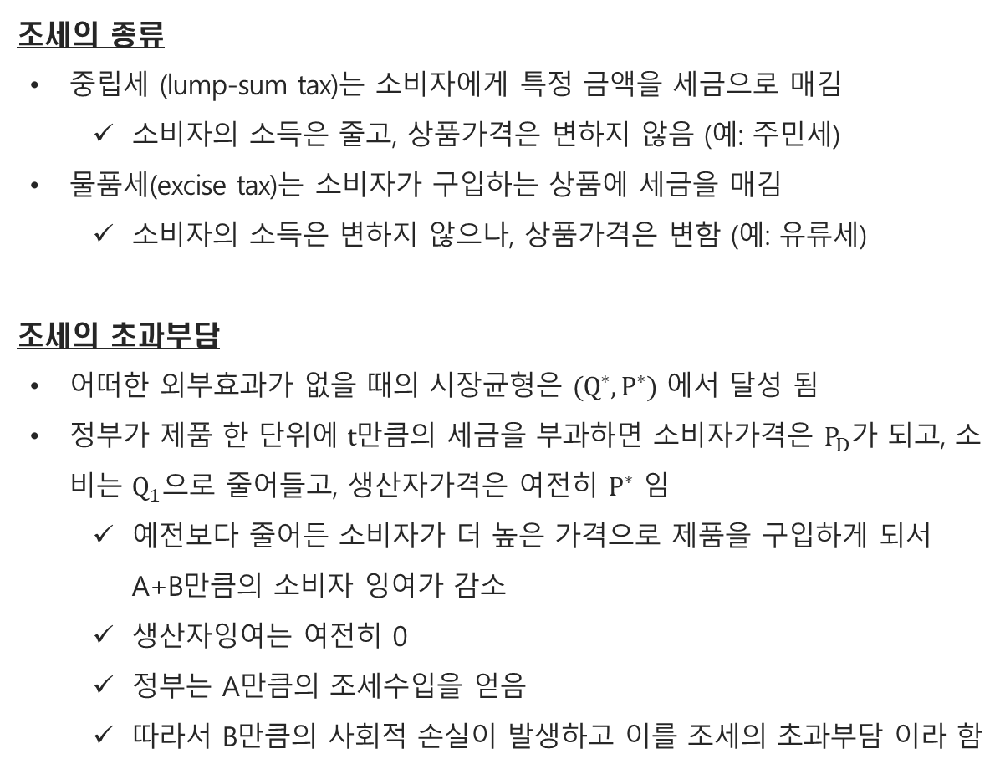 조세의 종류
• 중립세 (lump-sum tax)는 소비자에게 특정 금액을 세금으로 매김
✓ 소비자의 소득은 줄고, 상품가격은 변하지 않음 (예: 주민세)
• 물품세(excise tax)는 소비자가 구입하는 상품에 세금을 매김
✓ 소비자의 소득은 변하지 않으나, 상품가격은 변함 (예: 유류세)
조세의 초과부담
• 어떠한 외부효과가 없을 때의 시장균형은 (Q*, P*) 에서 달성 됨
• 정부가 제품 한 단위에 t만큼의 세금을 부과하면 소비자가격은 P_D가 되고, 소
비는 Q₁으로 줄어들고, 생산자가격은 여전히 P* 임
✓ 예전보다 줄어든 소비자가 더 높은 가격으로 제품을 구입하게 되서
A+B만큼의 소비자 잉여가 감소
✓ 생산자잉여는 여전히 0
✓ 정부는 A만큼의 조세수입을 얻음
✓ 따라서 B만큼의 사회적 손실이 발생하고 이를 조세의 초과부담 이라 함